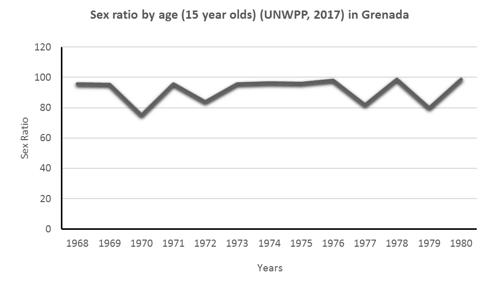 Sex ratio by age (15 year olds) (UNWPP, 2017) in Grenada
120
100
80
60
40
20
0
Sex Ratio
1968 1969 1970 1971 1972 1973 1974 1975 1976 1977 1978 1979 1980
Years